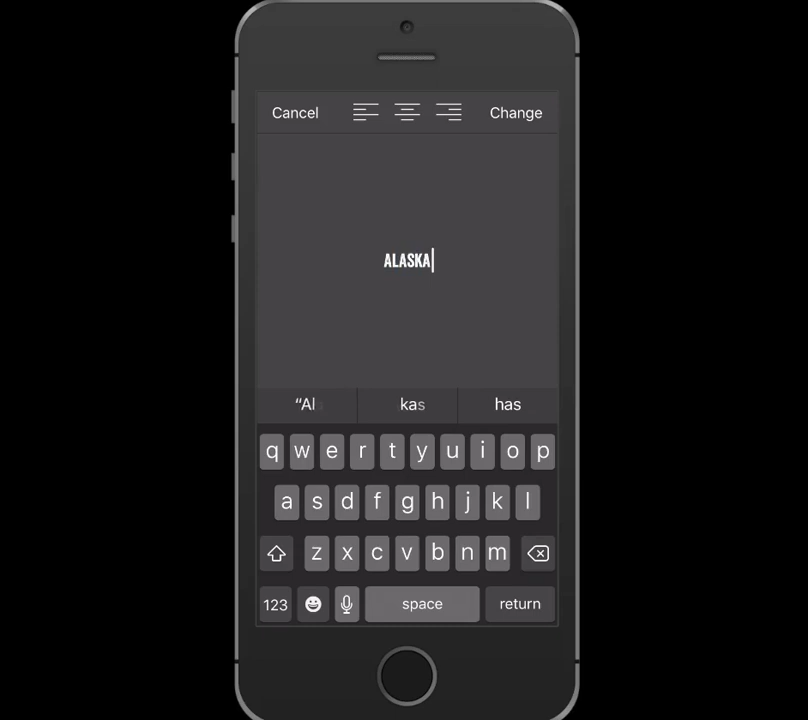 Cancel Change
ALASKA
“Al kas has
q w e r t y u i o p
a s d f g h j k l
z x c v b n m
123 space return